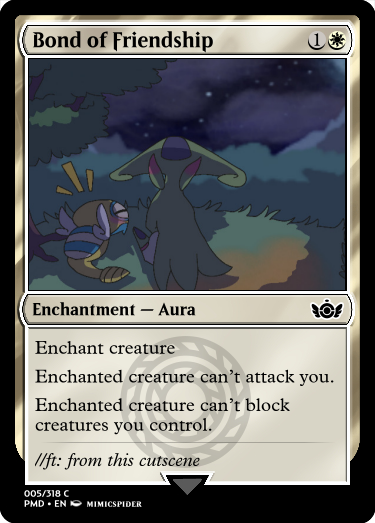 Bond of Friendship 1
Enchantment — Aura
Enchant creature
Enchanted creature can't attack you.
Enchanted creature can't block
creatures you control.
//ft: from this cutscene
005/318 C
PMD • EN MIMICSPIDER